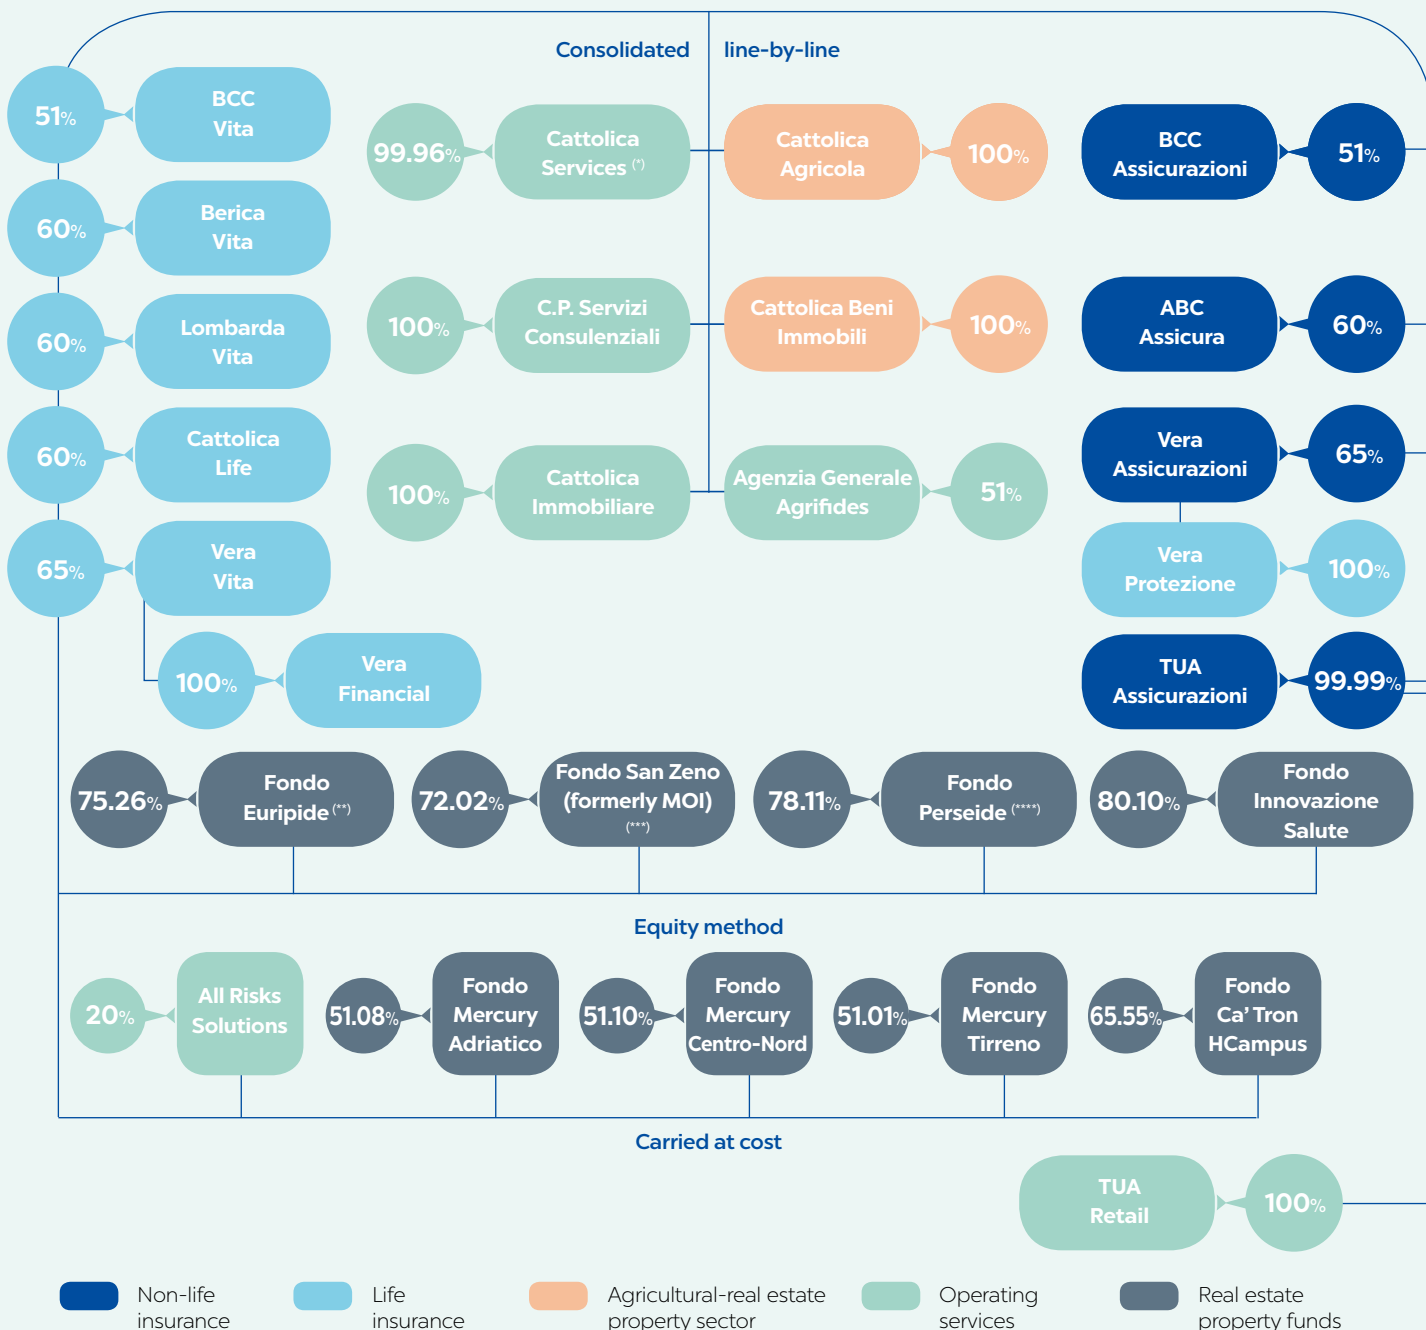 Consolidated line-by-line
51%
BCC
Vita
60%
Berica
Vita
60%
Lombarda
Vita
60%
Cattolica
Life
65%
Vera
Vita
100%
Vera
Financial
99.96%
Cattolica
Services (*)
100%
C.P. Servizi
Consulenziali
100%
Cattolica
Immobiliare
Cattolica
Agricola
100%
Cattolica Beni
Immobili
100%
Agenzia Generale
Agrifides
51%
BCC
Assicurazioni
51%
ABC
Assicura
60%
Vera
Assicurazioni
65%
Vera
Protezione
100%
TUA
Assicurazioni
99.99%
75.26%
Fondo
Euripide (**)
72.02%
Fondo San Zeno
(formerly MOI)
(***)
78.11%
Fondo
Perseide (****)
80.10%
Fondo
Innovazione
Salute
Equity method
20%
All Risks
Solutions
51.08%
Fondo
Mercury
Adriatico
51.10%
Fondo
Mercury
Centro-Nord
51.01%
Fondo
Mercury
Tirreno
65.55%
Fondo
Ca' Tron
HCampus
Carried at cost
TUA
Retail
100%
Non-life
insurance
Life
insurance
Agricultural-real estate
property sector
Operating
services
Real estate
property funds